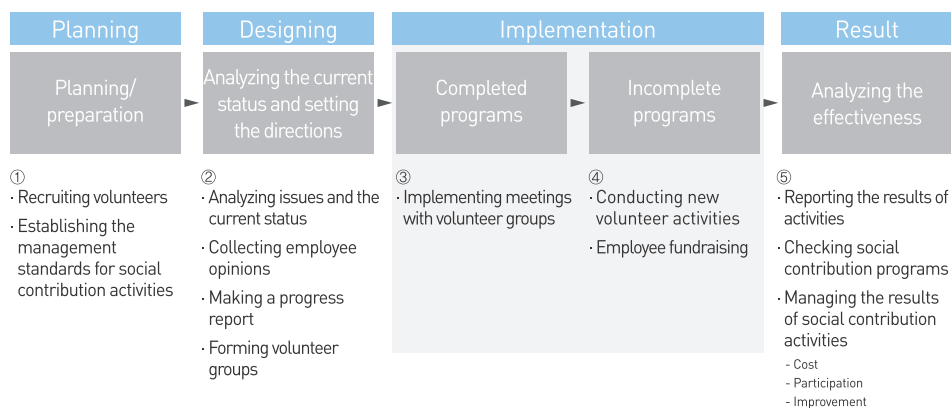 Planning
Planning/
preparation
①
· Recruiting volunteers
· Establishing the
management
standards for social
contribution activities
Designing
Analyzing the current
status and setting
the directions
②
· Analyzing issues and the
current status
· Collecting employee
opinions
· Making a progress
report
· Forming volunteer
groups
Implementation
Completed
programs
③
· Implementing meetings
with volunteer groups
Incomplete
programs
④
· Conducting new
volunteer activities
· Employee fundraising
Result
Analyzing the
effectiveness
⑤
· Reporting the results of
activities
· Checking social
contribution programs
· Managing the results
of social contribution
activities
- Cost
- Participation
- Improvement